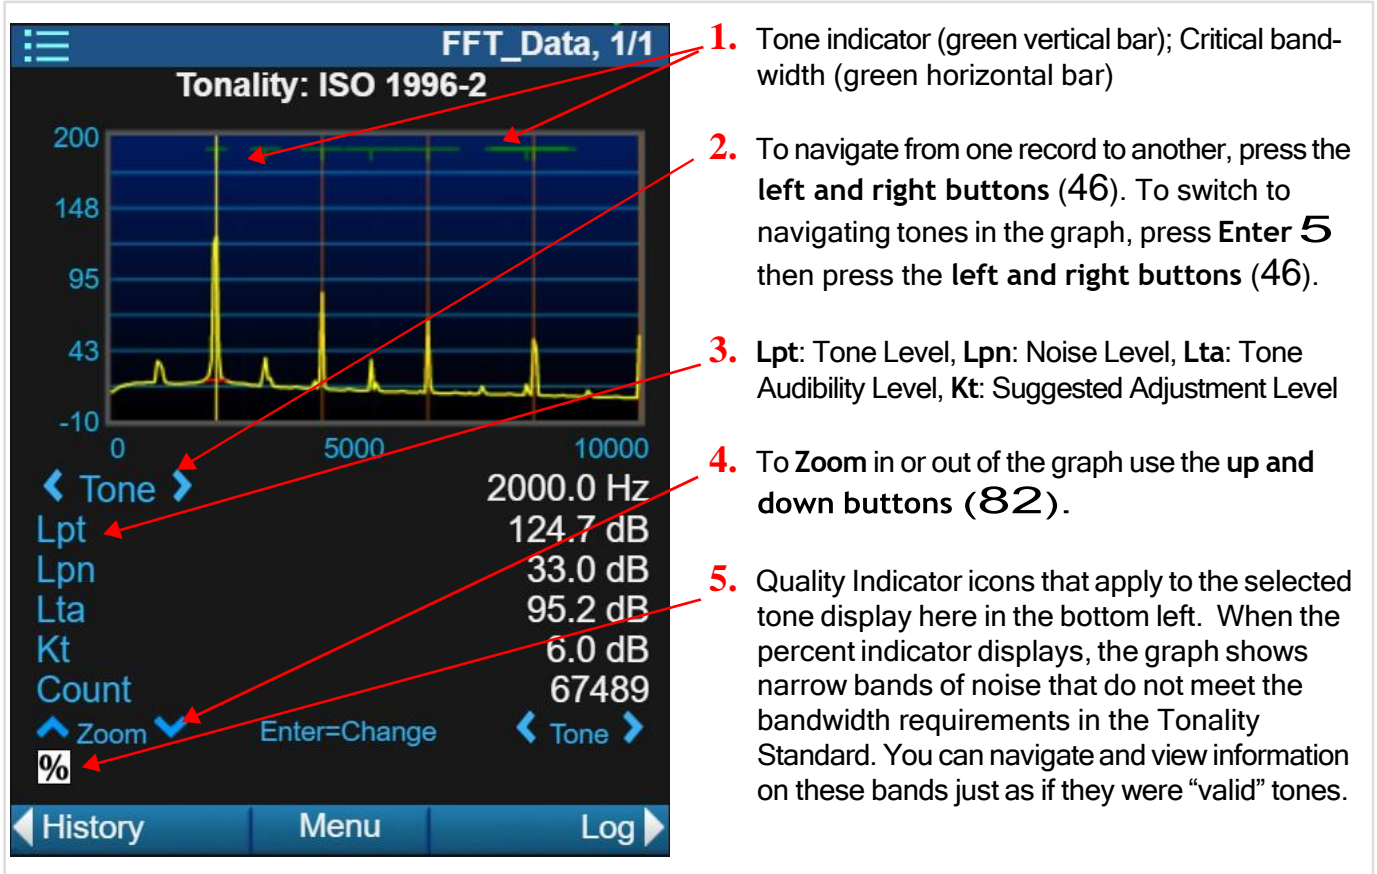 FFT_Data, 1/1
Tonality: ISO 1996-2
200
148
95
43
-10
0 5000 10000
Tone 2000.0 Hz
Lpt 124.7 dB
Lpn 33.0 dB
Lta 95.2 dB
Kt 6.0 dB
Count 67489
Zoom Enter=Change Tone
%
History Menu Log
1. Tone indicator (green vertical bar); Critical band-
width (green horizontal bar)
2. To navigate from one record to another, press the
left and right buttons (46). To switch to
navigating tones in the graph, press Enter 5
then press the left and right buttons (46).
3. Lpt: Tone Level, Lpn: Noise Level, Lta: Tone
Audibility Level, Kt: Suggested Adjustment Level
4. To Zoom in or out of the graph use the up and
down buttons (82).
5. Quality Indicator icons that apply to the selected
tone display here in the bottom left. When the
percent indicator displays, the graph shows
narrow bands of noise that do not meet the
bandwidth requirements in the Tonality
Standard. You can navigate and view information
on these bands just as if they were “valid” tones.